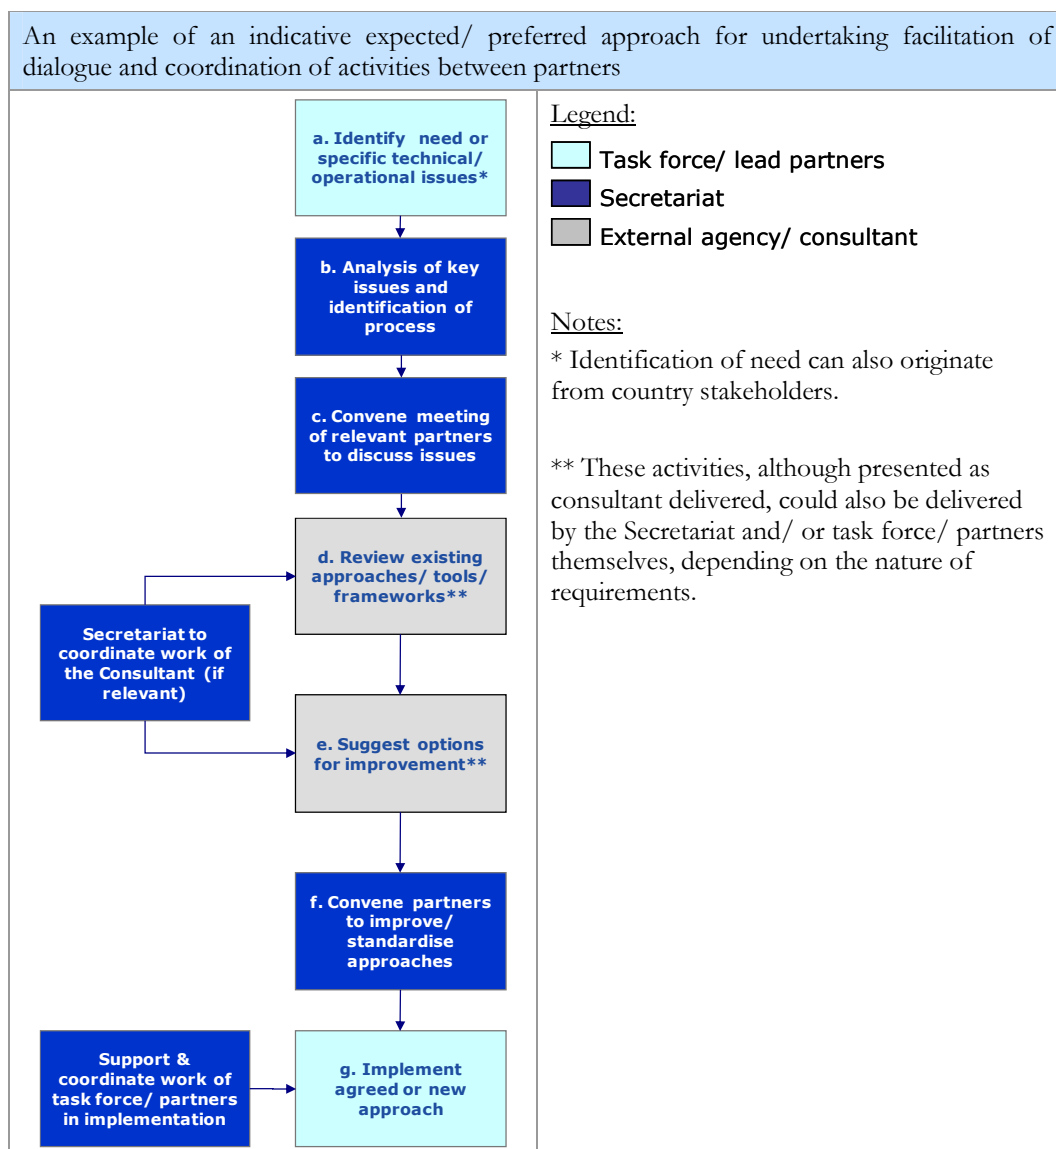 An example of an indicative expected/ preferred approach for undertaking facilitation of
dialogue and coordination of activities between partners
a. Identify need or
specific technical/
operational issues*
b. Analysis of key
issues and
identification of
process
c. Convene meeting
of relevant partners
to discuss issues
d. Review existing
approaches/ tools/
frameworks**
Secretariat to
coordinate work of
the Consultant (if
relevant)
e. Suggest options
for improvement**
f. Convene partners
to improve/
standardise
approaches
Support &
coordinate work of
task force/ partners
in implementation
g. Implement
agreed or new
approach
Legend:
Task force/ lead partners
Secretariat
External agency/ consultant
Notes:
* Identification of need can also originate
from country stakeholders.
** These activities, although presented as
consultant delivered, could also be delivered
by the Secretariat and/ or task force/ partners
themselves, depending on the nature of
requirements.